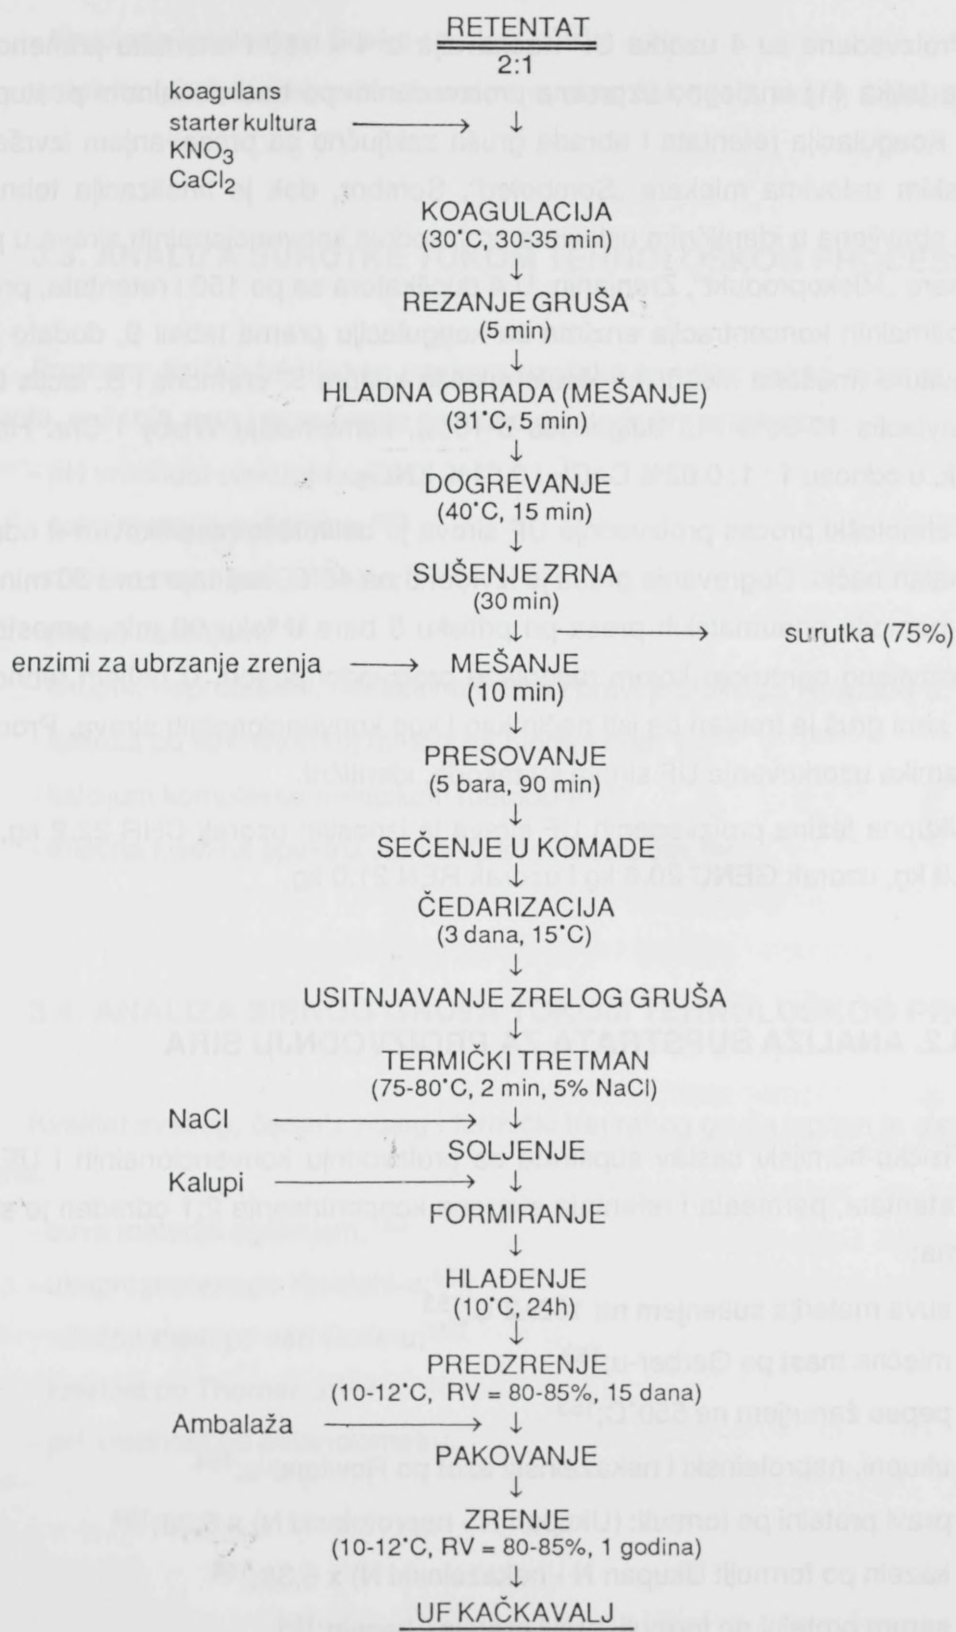 RETENTAT
2:1
koagulans
starter kultura
KNO₃
CaCl₂
KOAGULACIJA
(30°C, 30-35 min)
REZANJE GRUŠA
(5 min)
HLADNA OBRADA (MEŠANJE)
(31°C, 5 min)
DOGREVANJE
(40°C, 15 min)
SUŠENJE ZRNA
(30 min)
surutka (75%)
enzimi za ubrzanje zrenja
MEŠANJE
(10 min)
PRESOVANJE
(5 bara, 90 min)
SEČENJE U KOMADE
ČEDARIZACIJA
(3 dana, 15°C)
USITNJAVANJE ZRELOG GRUŠA
TERMIČKI TRETMAN
(75-80°C, 2 min, 5% NaCl)
NaCl
SOLJENJE
Kalupi
FORMIRANJE
HLAĐENJE
(10°C, 24h)
PREDZRENJE
(10-12°C, RV = 80-85%, 15 dana)
Ambalaža
PAKOVANJE
ZRENJE
(10-12°C, RV = 80-85%, 1 godina)
UF KAČKAVALJ